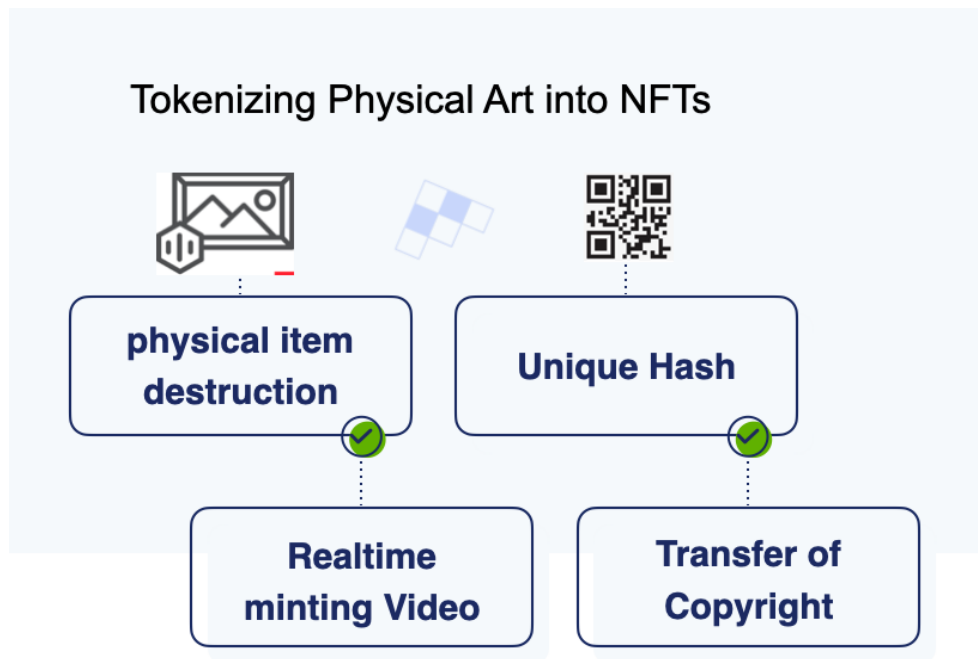 Tokenizing Physical Art into NFTs
physical item
destruction
Unique Hash
Realtime
minting Video
Transfer of
Copyright